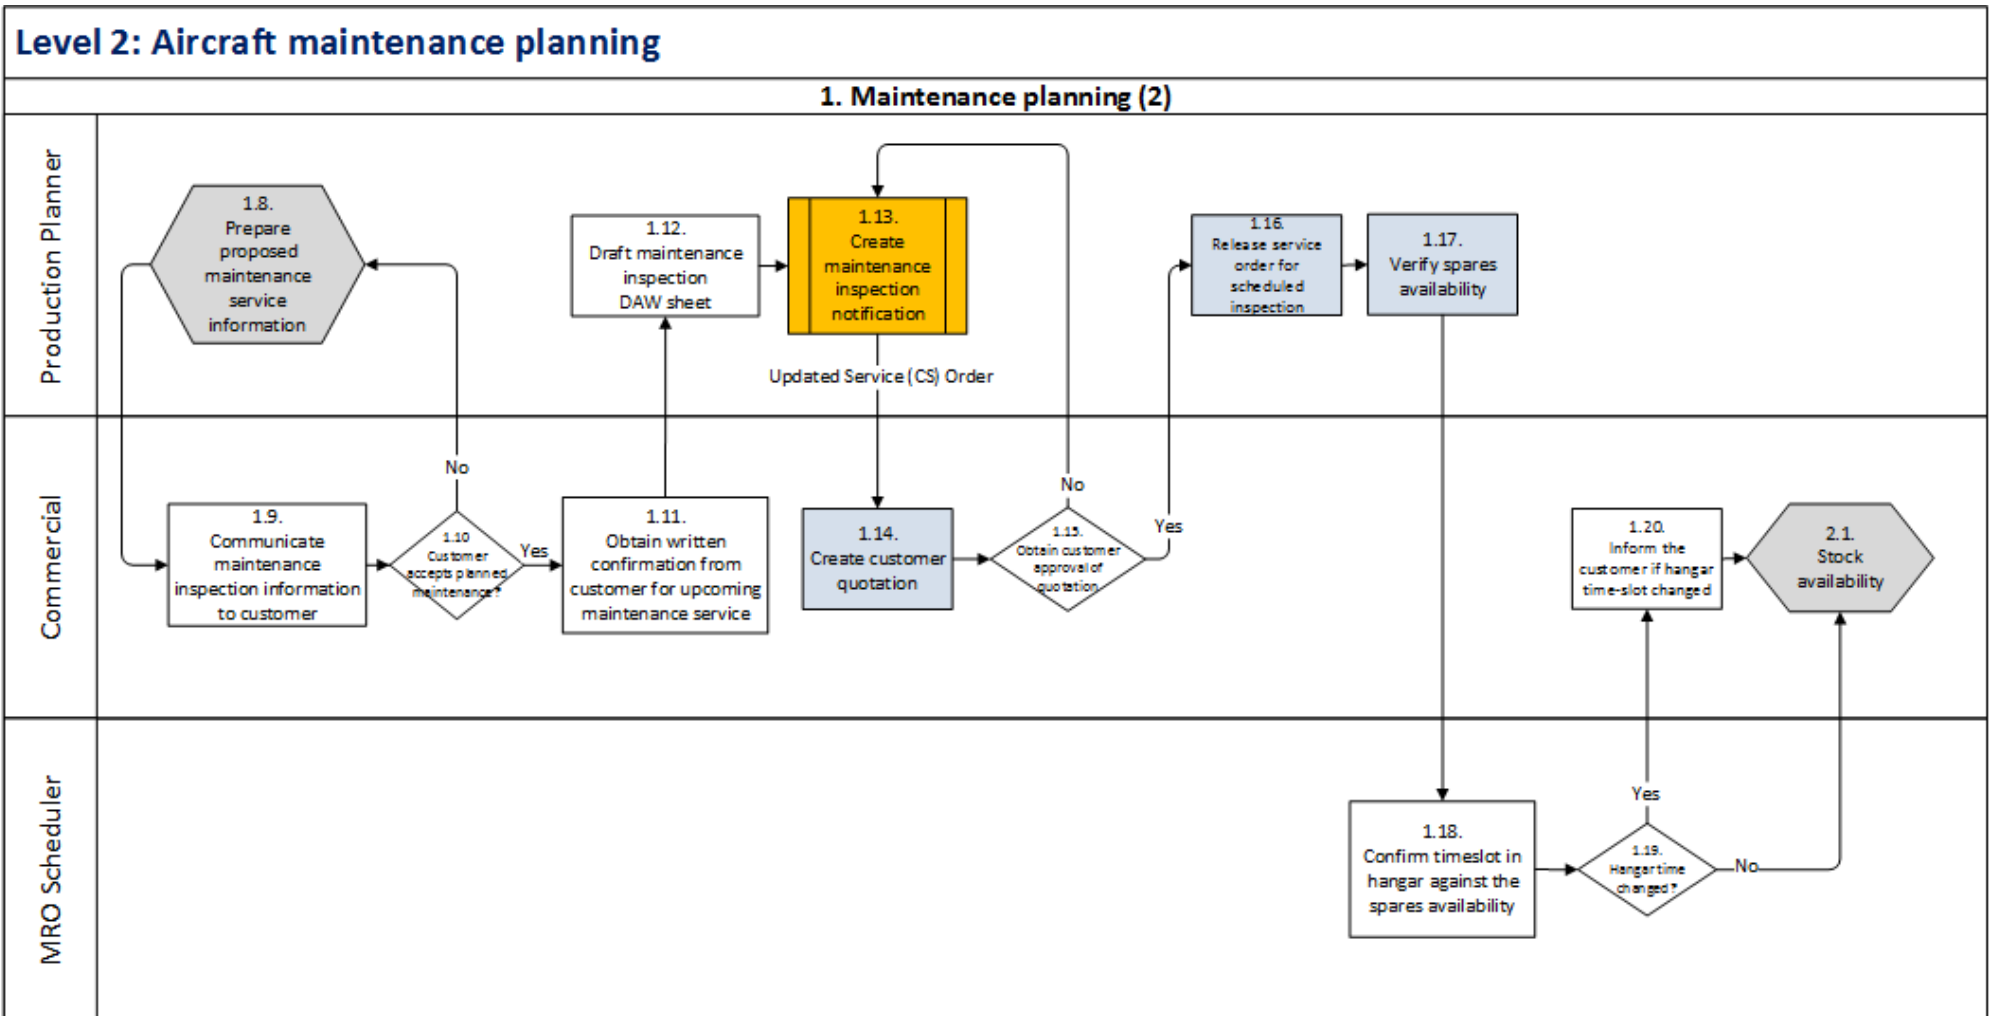 Level 2: Aircraft maintenance planning
1. Maintenance planning (2)
Production Planner
1.8.
Prepare
proposed
maintenance
service
information
1.12.
Draft maintenance
inspection
DAW sheet
1.13.
Create
maintenance
inspection
notification
Updated Service (CS) Order
1.16.
Release service
order for
scheduled
inspection
1.17.
Verify spares
availability
Commercial
1.9.
Communicate
maintenance
inspection information
to customer
No
1.10
Customer
accepts planned
maintenance?
Yes
1.11.
Obtain written
confirmation from
customer for upcoming
maintenance service
1.14.
Create customer
quotation
No
1.15.
Obtain customer
approval of
quotation
Yes
1.20.
Inform the
customer if hangar
time-slot changed
2.1.
Stock
availability
MRO Scheduler
1.18.
Confirm timeslot in
hangar against the
spares availability
Yes
1.19.
Hangar time
changed?
No